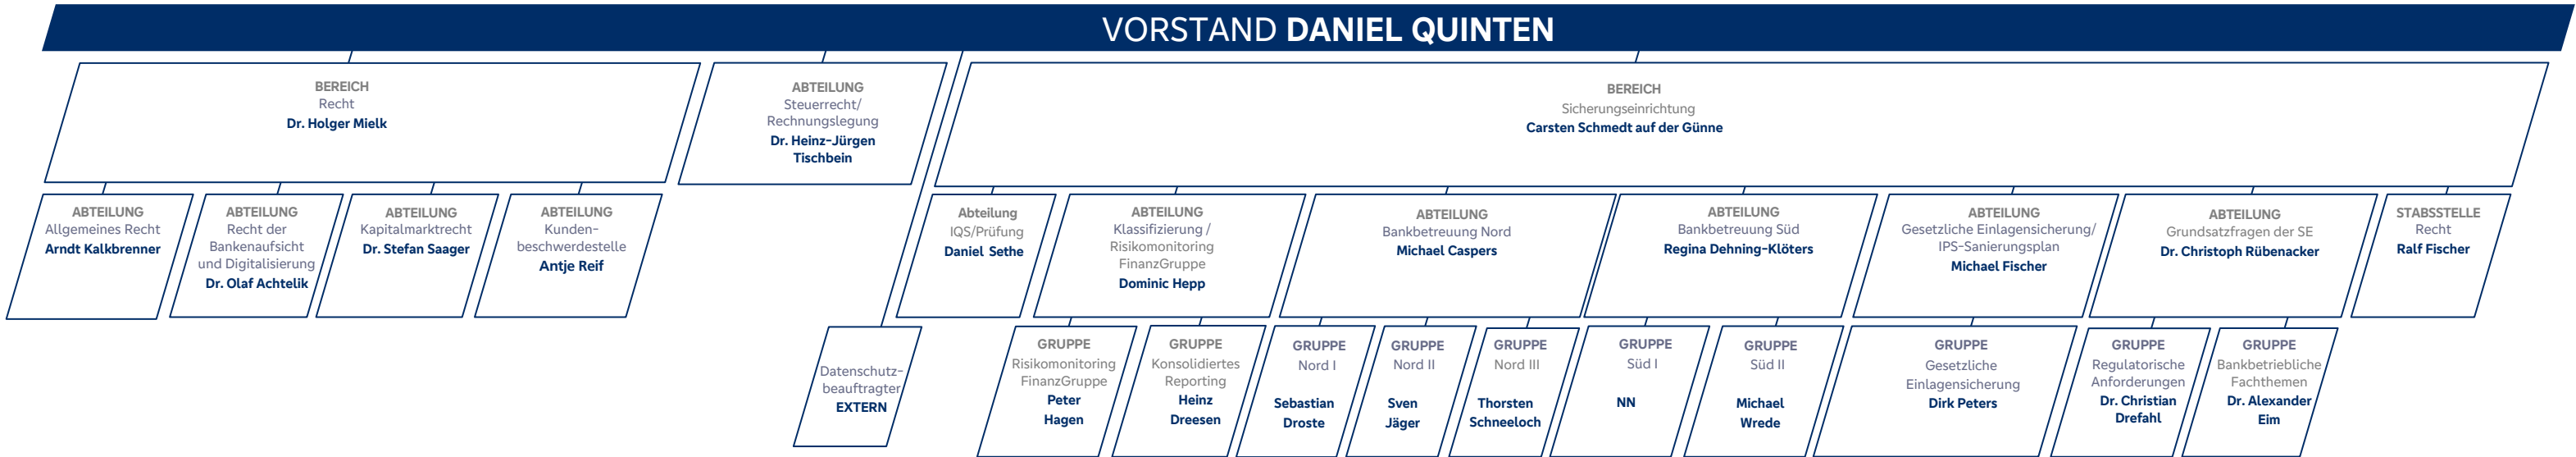 VORSTAND DANIEL QUINTEN
BEREICH
Recht
Dr. Holger Mielk
ABTEILUNG
Steuerrecht/
Rechnungslegung
Dr. Heinz-Jürgen
Tischbein
BEREICH
Sicherungseinrichtung
Carsten Schmedt auf der Günne
ABTEILUNG
Allgemeines Recht
Arndt Kalkbrenner
ABTEILUNG
Recht der
Bankenaufsicht
und Digitalisierung
Dr. Olaf Achtelik
ABTEILUNG
Kapitalmarktrecht
Dr. Stefan Saager
ABTEILUNG
Kunden-
beschwerdestelle
Antje Reif
Abteilung
IQS/Prüfung
Daniel Sethe
ABTEILUNG
Klassifizierung /
Risikomonitoring
FinanzGruppe
Dominic Hepp
ABTEILUNG
Bankbetreuung Nord
Michael Caspers
ABTEILUNG
Bankbetreuung Süd
Regina Dehning-Klöters
ABTEILUNG
Gesetzliche Einlagensicherung/
IPS-Sanierungsplan
Michael Fischer
ABTEILUNG
Grundsatzfragen der SE
Dr. Christoph Rübenacker
STABSSTELLE
Recht
Ralf Fischer
Datenschutz-
beauftragter
EXTERN
GRUPPE
Risikomonitoring
FinanzGruppe
Peter
Hagen
GRUPPE
Konsolidiertes
Reporting
Heinz
Dreesen
GRUPPE
Nord I
Sebastian
Droste
GRUPPE
Nord II
Sven
Jäger
GRUPPE
Nord III
Thorsten
Schneeloch
GRUPPE
Süd I
NN
GRUPPE
Süd II
Michael
Wrede
GRUPPE
Gesetzliche
Einlagensicherung
Dirk Peters
GRUPPE
Regulatorische
Anforderungen
Dr. Christian
Drefahl
GRUPPE
Bankbetriebliche
Fachthemen
Dr. Alexander
Eim